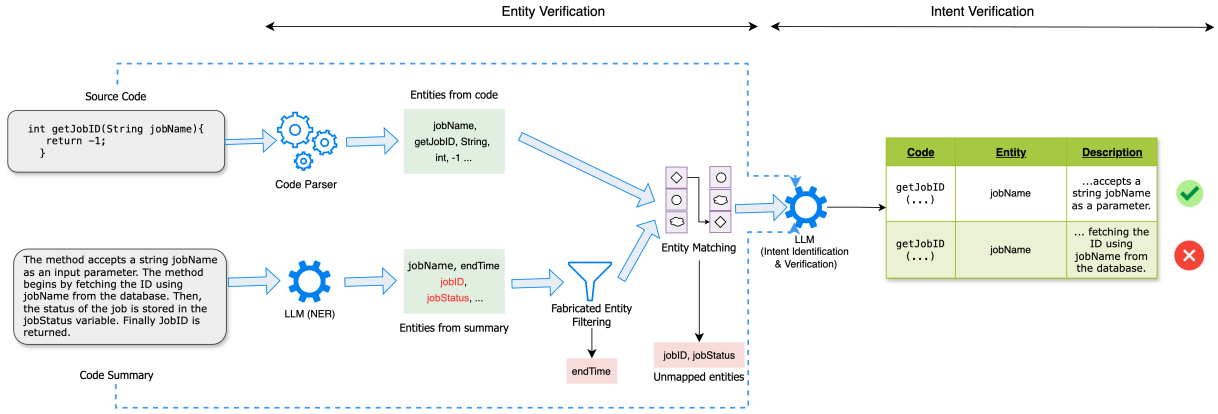 Entity Verification
Intent Verification
Source Code
int getJobID(String jobName){
return -1;
}
Code Parser
Entities from code
jobName,
getJobID, String,
int, -1 ...
The method accepts a string jobName
as an input parameter. The method
begins by fetching the ID using
jobName from the database. Then,
the status of the job is stored in the
jobStatus variable. Finally JobID is
returned.
Code Summary
LLM (NER)
jobName, endTime
jobID,
jobStatus, ...
Entities from summary
Fabricated Entity
Filtering
endTime
Entity Matching
jobID, jobStatus
Unmapped entities
LLM
(Intent Identification
& Verification)
Code Entity Description
getJobID
(...)
jobName
...accepts a
string jobName
as a parameter.
getJobID
(...)
jobName
... fetching the
ID using
jobName from
the database.